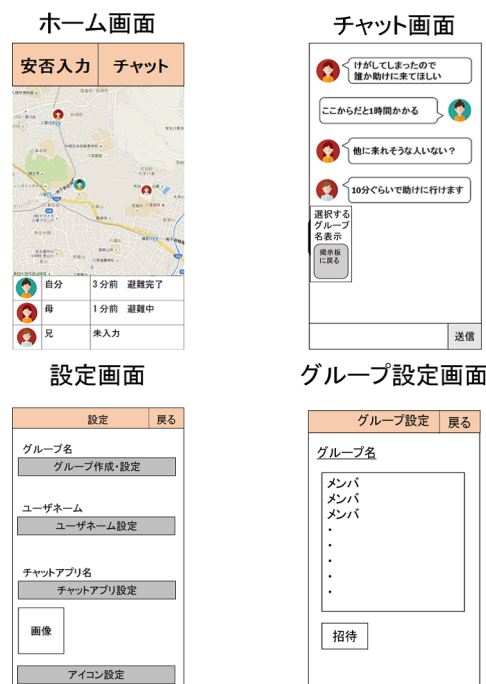 ホーム画面
安否入力 チャット
自分 3分前 避難完了
母 1分前 避難中
兄 未入力
チャット画面
けがしてしまったので
誰か助けに来てほしい
ここからだと1時間かかる
他に来れそうな人いない？
10分ぐらいで助けに行けます
選択する
グループ
名表示
掲示板
に戻る
送信
設定画面
設定 戻る
グループ名
グループ作成・設定
ユーザネーム
ユーザネーム設定
チャットアプリ名
チャットアプリ設定
画像
アイコン設定
グループ設定画面
グループ設定 戻る
グループ名
メンバ
メンバ
メンバ
・
・
・
・
・
招待